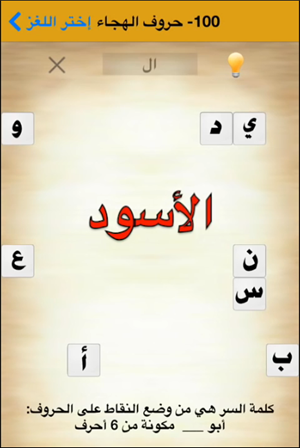 100- حروف الهجاء إختر اللغز
ال
و د ي
الأسود
ع ن
س
أ ب
كلمة السر هي من وضع النقاط على الحروف:
أبو ___ مكونة من 6 أحرف